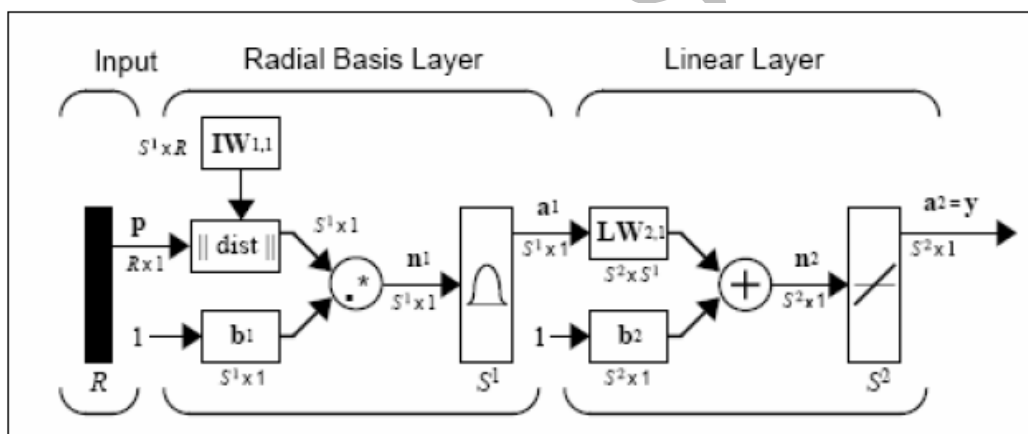 Input Radial Basis Layer Linear Layer
S¹xR IW1,1
p
Rx1
|| dist ||
S¹x1
1
b1
S¹x1
.*
n1
S¹x1
S¹
a1
S¹x1
LW2,1
S²xS¹
1
b2
S²x1
+
n2
S²x1
S²
a2=y
S²x1
R